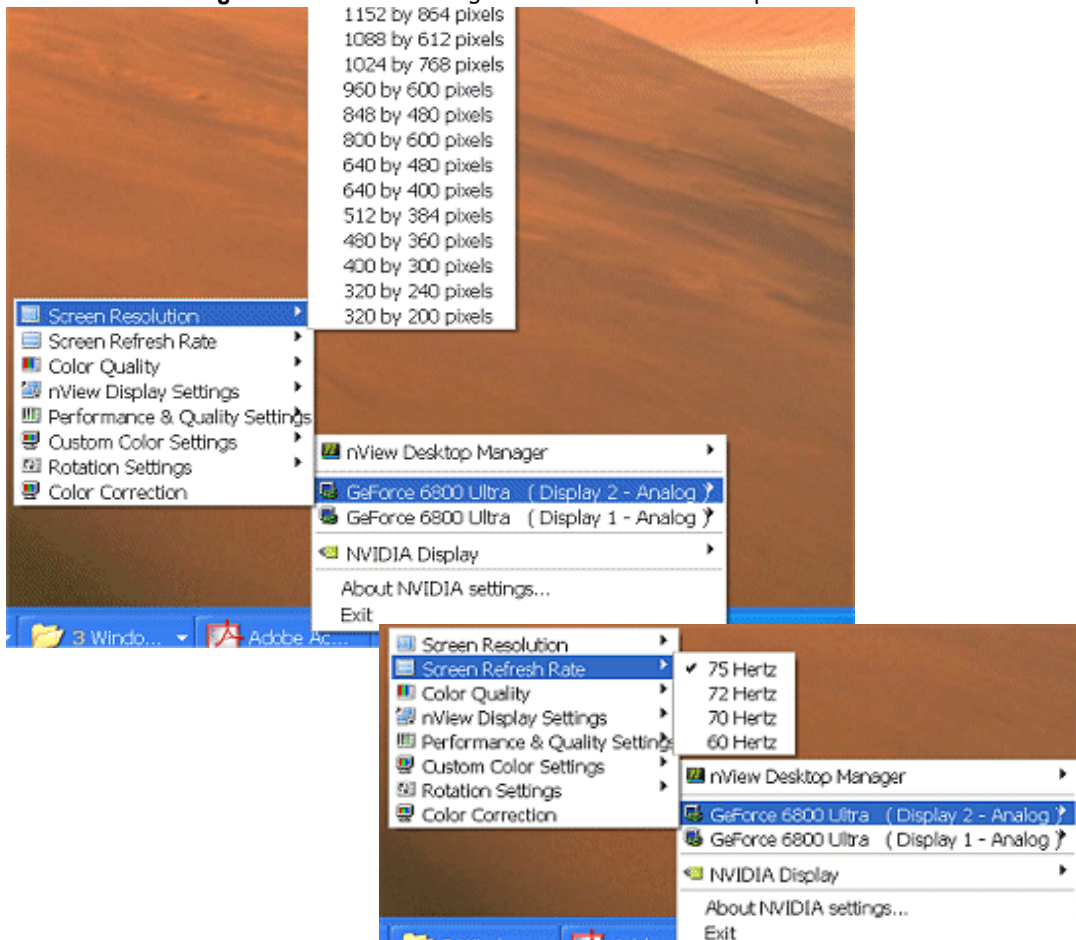 1152 by 864 pixels
1088 by 612 pixels
1024 by 768 pixels
960 by 600 pixels
848 by 480 pixels
800 by 600 pixels
640 by 480 pixels
640 by 400 pixels
512 by 384 pixels
480 by 360 pixels
400 by 300 pixels
320 by 240 pixels
320 by 200 pixels
Screen Resolution
Screen Refresh Rate
Color Quality
nView Display Settings
Performance & Quality Settings
Custom Color Settings
Rotation Settings
Color Correction
nView Desktop Manager
GeForce 6800 Ultra ( Display 2 - Analog )
GeForce 6800 Ultra ( Display 1 - Analog )
NVIDIA Display
About NVIDIA settings...
Exit
3 Windo...
Adobe Ac...
Screen Resolution
Screen Refresh Rate
Color Quality
nView Display Settings
Performance & Quality Settings
Custom Color Settings
Rotation Settings
Color Correction
75 Hertz
72 Hertz
70 Hertz
60 Hertz
nView Desktop Manager
GeForce 6800 Ultra ( Display 2 - Analog )
GeForce 6800 Ultra ( Display 1 - Analog )
NVIDIA Display
About NVIDIA settings...
Exit